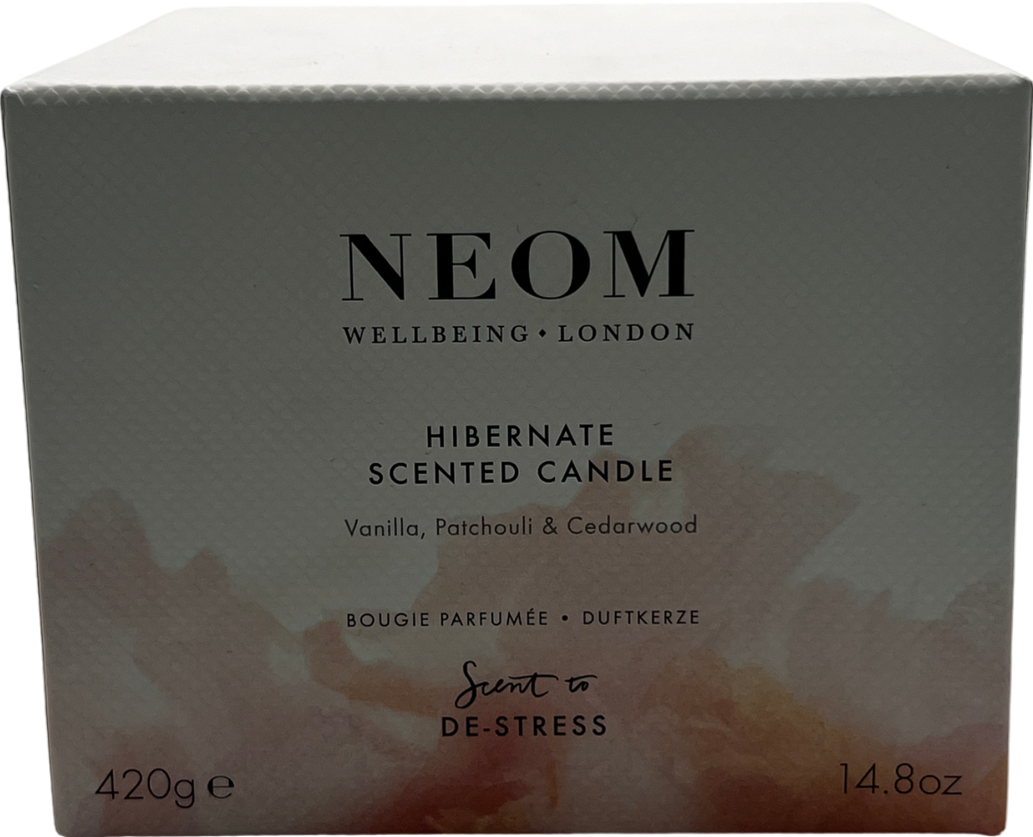 NEOM
WELLBEING • LONDON
HIBERNATE
SCENTED CANDLE
Vanilla, Patchouli & Cedarwood
BOUGIE PARFUMÉE • DUFTKERZE
Scent to
DE-STRESS
420g ℮ 14.8oz